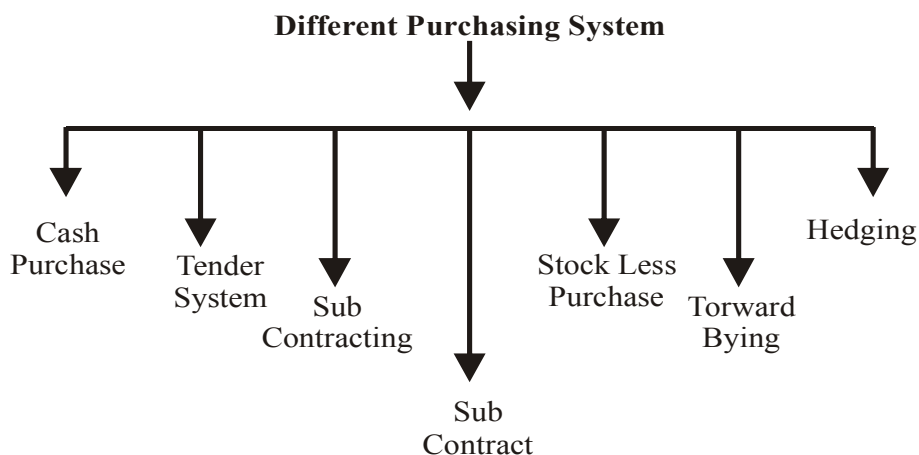 Different Purchasing System
Cash
Purchase
Tender
System
Sub
Contracting
Sub
Contract
Stock Less
Purchase
Torward
Bying
Hedging